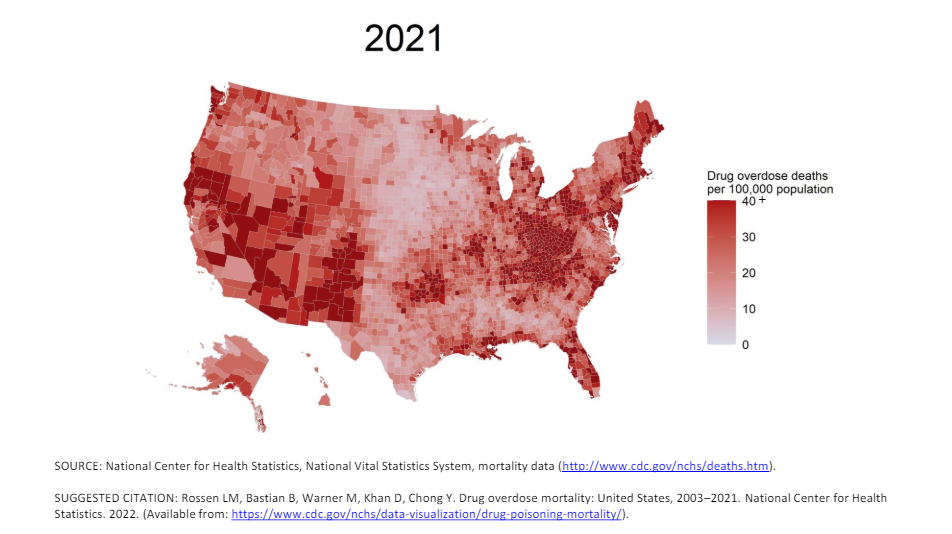 2021
Drug overdose deaths
per 100,000 population
40 +
30
20
10
0
SOURCE: National Center for Health Statistics, National Vital Statistics System, mortality data (http://www.cdc.gov/nchs/deaths.htm).
SUGGESTED CITATION: Rossen LM, Bastian B, Warner M, Khan D, Chong Y. Drug overdose mortality: United States, 2003–2021. National Center for Health
Statistics. 2022. (Available from: https://www.cdc.gov/nchs/data-visualization/drug-poisoning-mortality/).